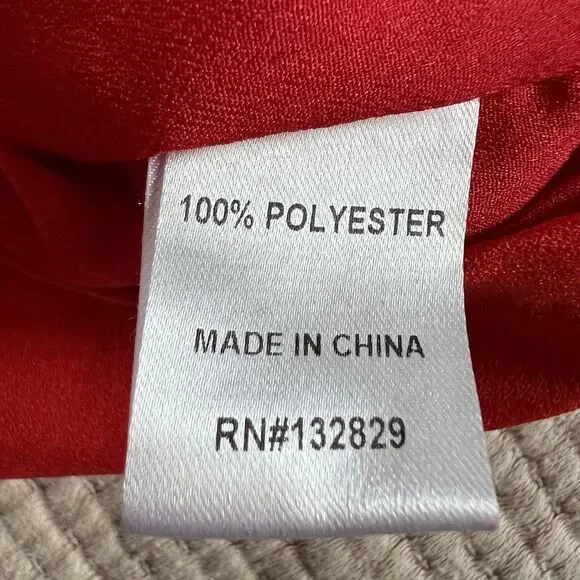 100% POLYESTER
MADE IN CHINA
RN#132829